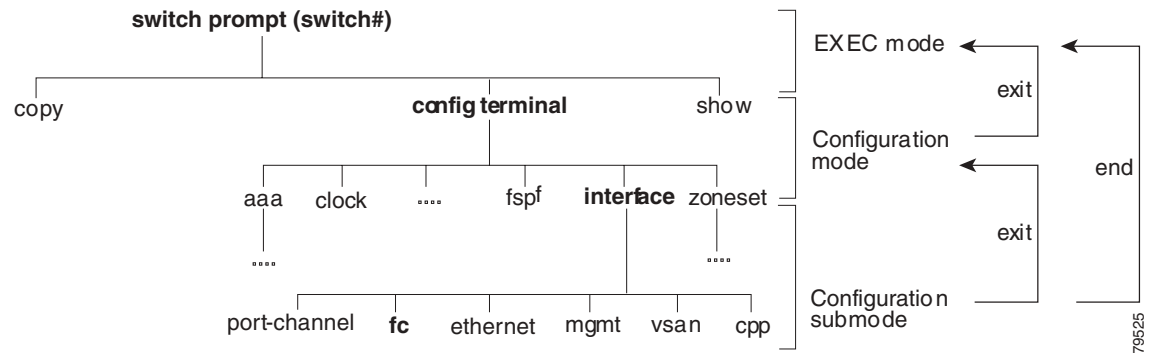 switch prompt (switch#)
EXEC mode
exit
copy
config terminal
show
Configuration
mode
end
aaa
clock
....
fspf
interface
zoneset
exit
....
....
Configuration
submode
port-channel
fc
ethernet
mgmt
vsan
cpp
79525